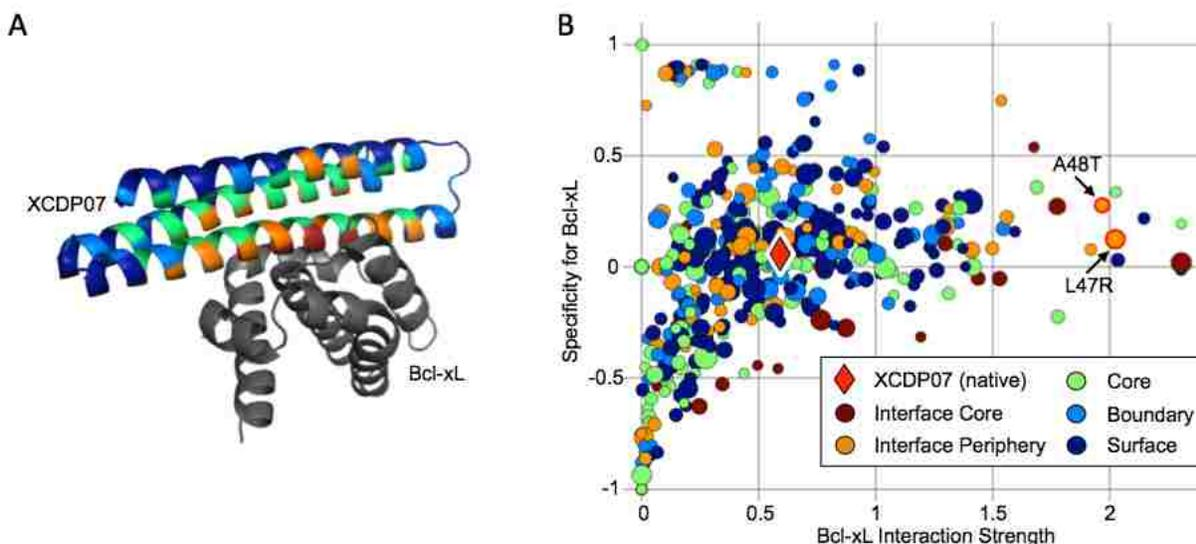 A
XCDP07
Bcl-xL
B
Specificity for Bcl-xL
1
0.5
0
-0.5
-1
A48T
L47R
XCDP07 (native)
Interface Core
Interface Periphery
Core
Boundary
Surface
0
0.5
1
1.5
2
Bcl-xL Interaction Strength